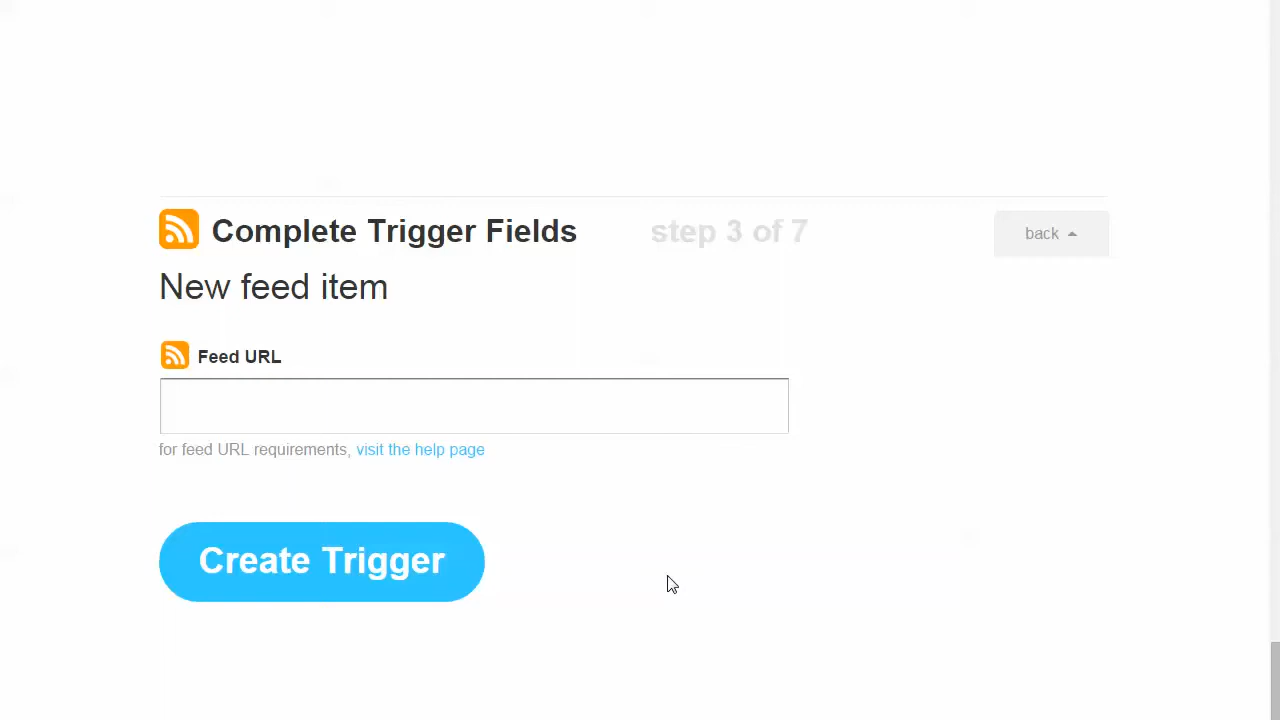 Complete Trigger Fields step 3 of 7 back
New feed item
Feed URL
for feed URL requirements, visit the help page
Create Trigger